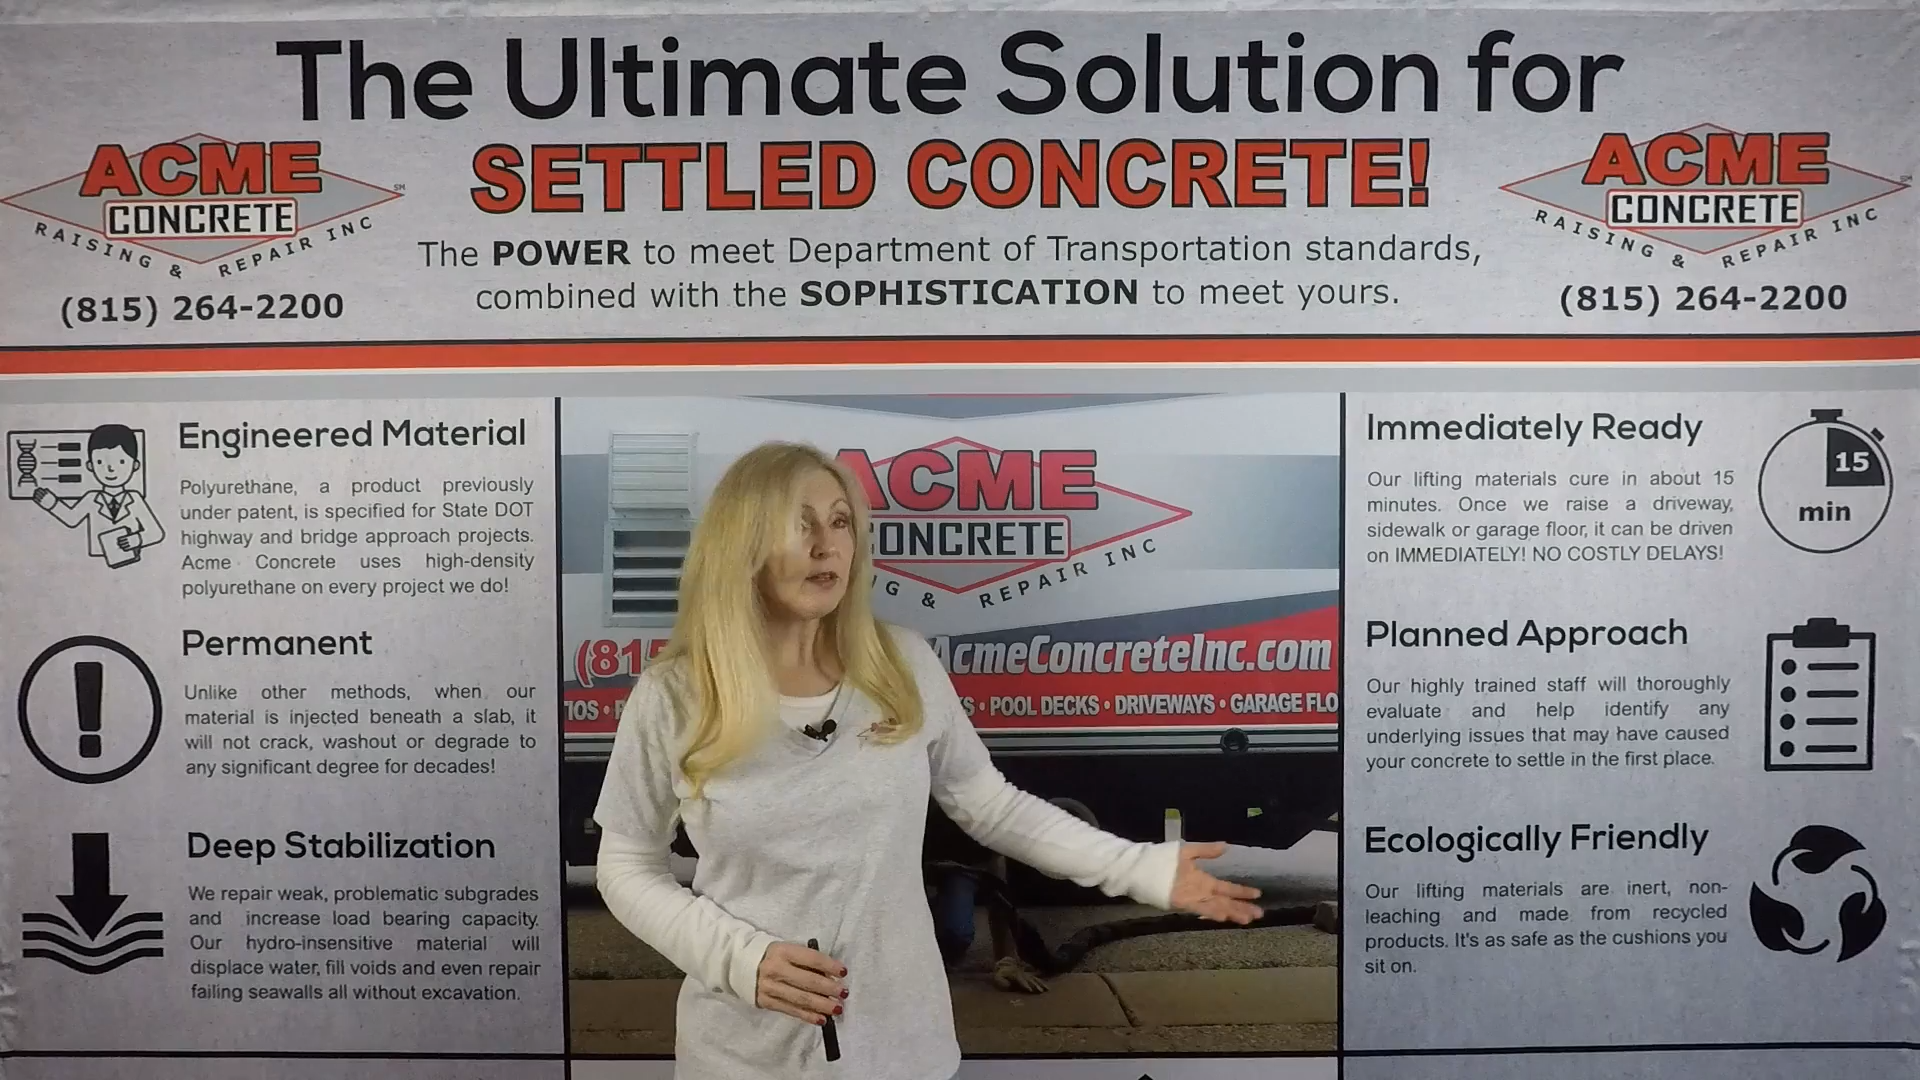 The Ultimate Solution for
SETTLED CONCRETE!
The POWER to meet Department of Transportation standards,
combined with the SOPHISTICATION to meet yours.
ACME
CONCRETE
RAISING & REPAIR INC
SM
(815) 264-2200
ACME
CONCRETE
RAISING & REPAIR INC
SM
(815) 264-2200
Engineered Material
Polyurethane, a product previously
under patent, is specified for State DOT
highway and bridge approach projects.
Acme Concrete uses high-density
polyurethane on every project we do!
Permanent
Unlike other methods, when our
material is injected beneath a slab, it
will not crack, washout or degrade to
any significant degree for decades!
Deep Stabilization
We repair weak, problematic subgrades
and increase load bearing capacity.
Our hydro-insensitive material will
displace water, fill voids and even repair
failing seawalls all without excavation.
ACME
CONCRETE
G & REPAIR INC
(815
AcmeConcreteInc.com
IOS • P
S • POOL DECKS • DRIVEWAYS • GARAGE FLO
Immediately Ready
Our lifting materials cure in about 15
minutes. Once we raise a driveway,
sidewalk or garage floor, it can be driven
on IMMEDIATELY! NO COSTLY DELAYS!
15
min
Planned Approach
Our highly trained staff will thoroughly
evaluate and help identify any
underlying issues that may have caused
your concrete to settle in the first place.
Ecologically Friendly
Our lifting materials are inert, non-
leaching and made from recycled
products. It's as safe as the cushions you
sit on.